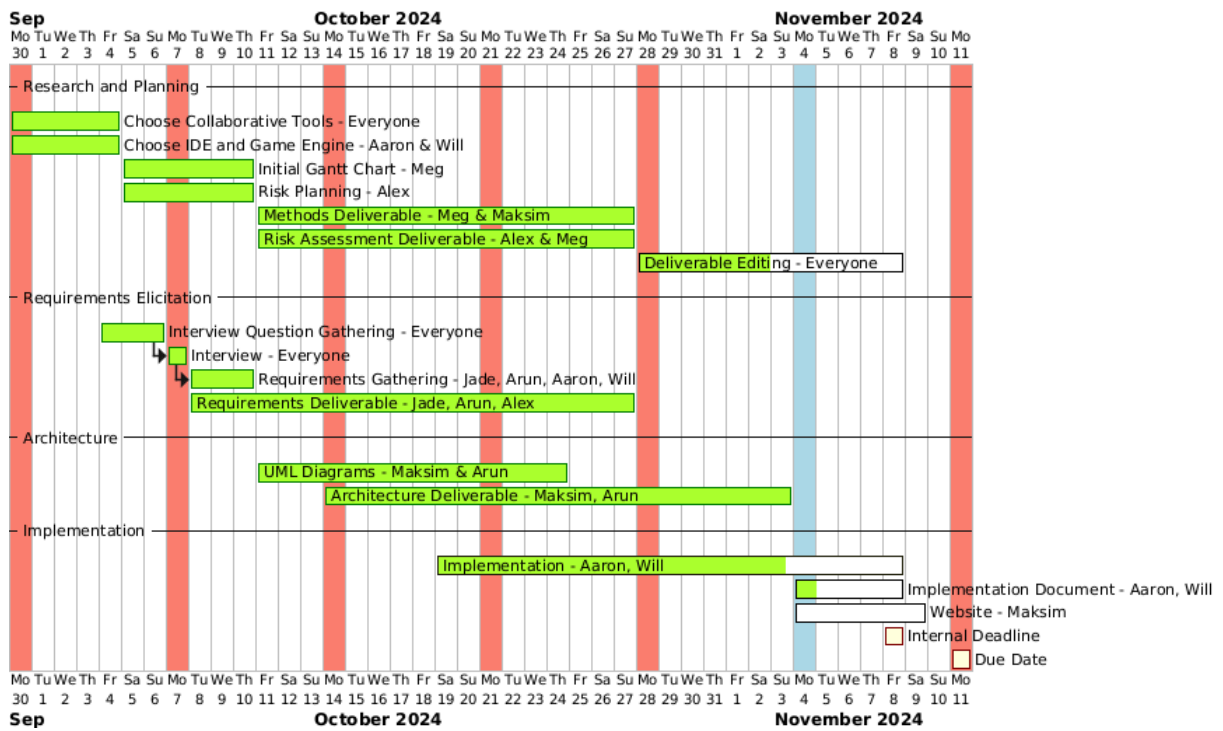 Sep October 2024 November 2024
Mo Tu We Th Fr Sa Su Mo Tu We Th Fr Sa Su Mo Tu We Th Fr Sa Su Mo Tu We Th Fr Sa Su Mo Tu We Th Fr Sa Su Mo Tu We Th Fr Sa Su Mo
30 1 2 3 4 5 6 7 8 9 10 11 12 13 14 15 16 17 18 19 20 21 22 23 24 25 26 27 28 29 30 31 1 2 3 4 5 6 7 8 9 10 11
Research and Planning
Choose Collaborative Tools - Everyone
Choose IDE and Game Engine - Aaron & Will
Initial Gantt Chart - Meg
Risk Planning - Alex
Methods Deliverable - Meg & Maksim
Risk Assessment Deliverable - Alex & Meg
Deliverable Editing - Everyone
Requirements Elicitation
Interview Question Gathering - Everyone
Interview - Everyone
Requirements Gathering - Jade, Arun, Aaron, Will
Requirements Deliverable - Jade, Arun, Alex
Architecture
UML Diagrams - Maksim & Arun
Architecture Deliverable - Maksim, Arun
Implementation
Implementation - Aaron, Will
Implementation Document - Aaron, Will
Website - Maksim
Internal Deadline
Due Date
Mo Tu We Th Fr Sa Su Mo Tu We Th Fr Sa Su Mo Tu We Th Fr Sa Su Mo Tu We Th Fr Sa Su Mo Tu We Th Fr Sa Su Mo Tu We Th Fr Sa Su Mo
30 1 2 3 4 5 6 7 8 9 10 11 12 13 14 15 16 17 18 19 20 21 22 23 24 25 26 27 28 29 30 31 1 2 3 4 5 6 7 8 9 10 11
Sep October 2024 November 2024